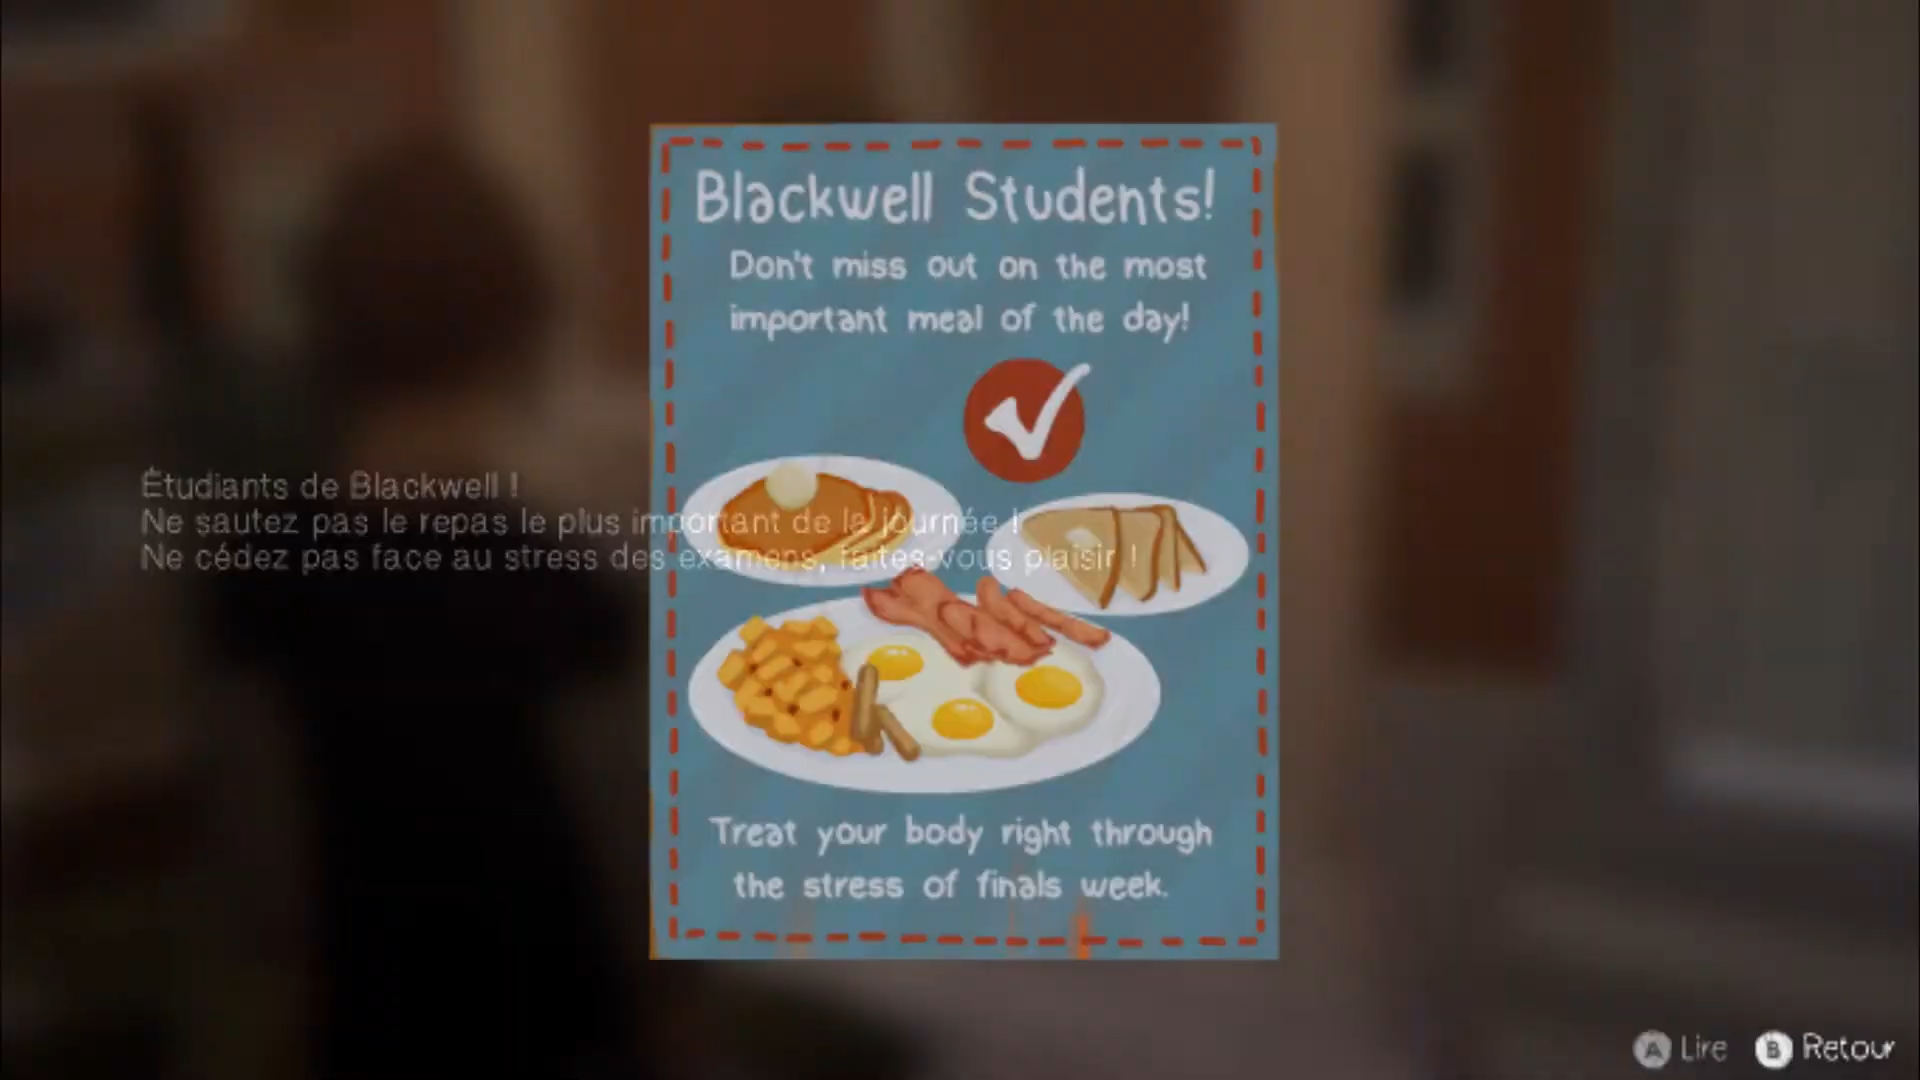 Blackwell Students!
Don't miss out on the most
important meal of the day!
Étudiants de Blackwell !
Ne sautez pas le repas le plus important de la journée !
Ne cédez pas face au stress des examens, faites-vous plaisir !
Treat your body right through
the stress of finals week.
A Lire B Retour